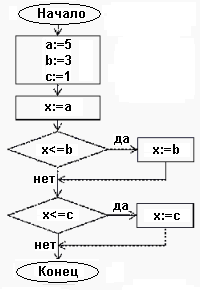 Начало
a:=5
b:=3
c:=1
x:=a
x<=b
да
x:=b
нет
x<=c
да
x:=c
нет
Конец